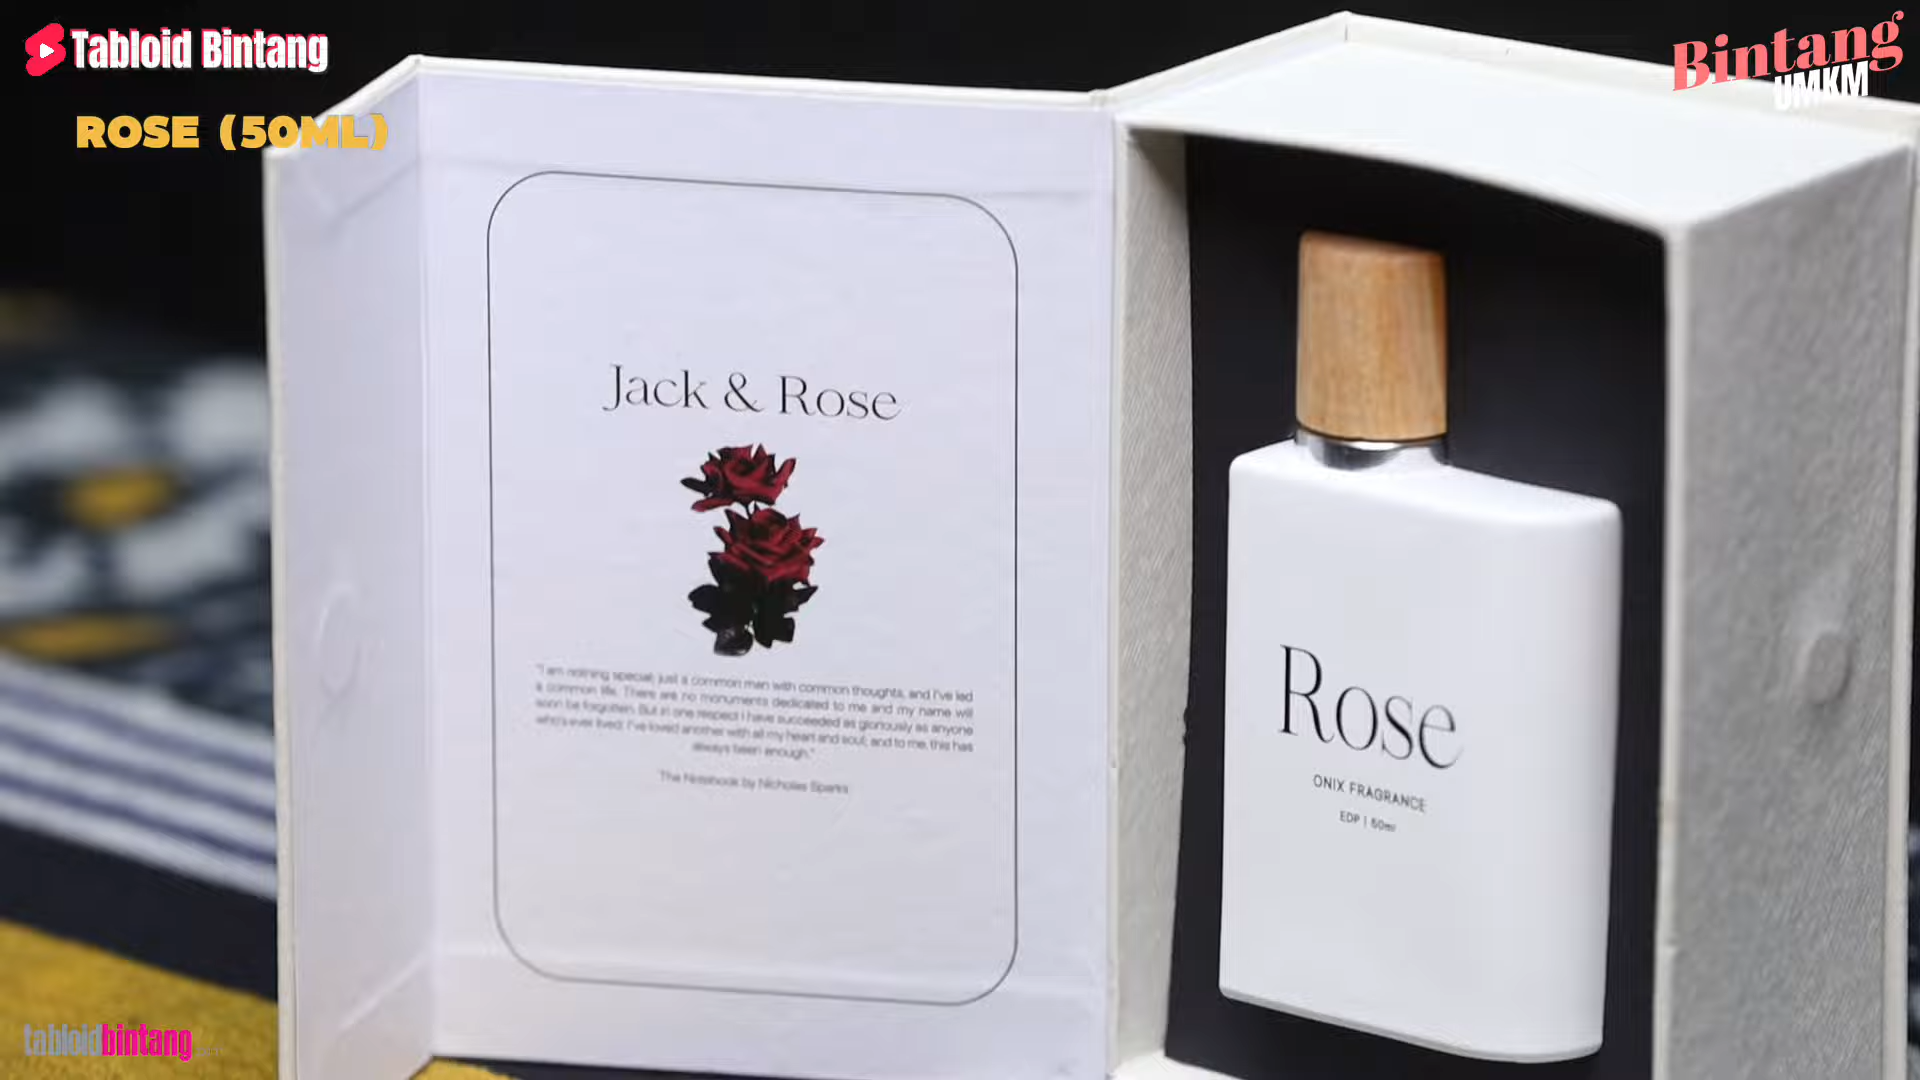 Tabloid Bintang
Bintang
UMKM
ROSE (50ML)
Jack & Rose
"I am nothing special; just a common man with common thoughts, and I've led
a common life. There are no monuments dedicated to me and my name will
soon be forgotten. But in one respect I have succeeded as gloriously as anyone
who's ever lived: I've loved another with all my heart and soul; and to me, this has
always been enough."
The Notebook by Nicholas Sparks
Rose
ONIX FRAGRANCE
EDP | 50ml
tabloidbintang